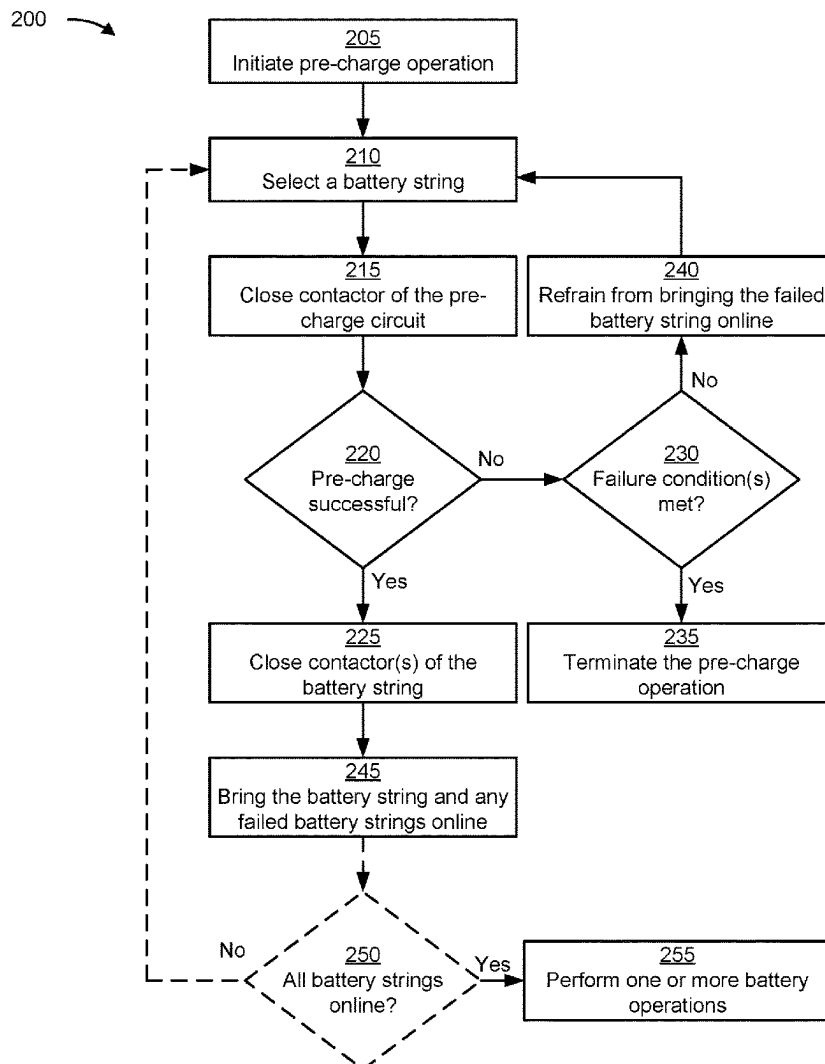 200
205
Initiate pre-charge operation
210
Select a battery string
215
Close contactor of the pre-
charge circuit
240
Refrain from bringing the failed
battery string online
No
220
Pre-charge
successful?
No
230
Failure condition(s)
met?
Yes
Yes
225
Close contactor(s) of the
battery string
235
Terminate the pre-charge
operation
245
Bring the battery string and any
failed battery strings online
No
250
All battery strings
online?
Yes
255
Perform one or more battery
operations